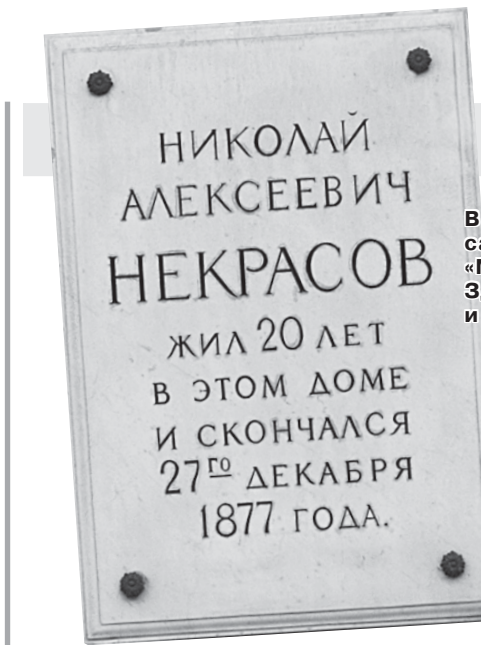 НИКОЛАЙ
АЛЕКСЕЕВИЧ
НЕКРАСОВ
ЖИЛ 20 ЛЕТ
В ЭТОМ ДОМЕ
И СКОНЧАЛСЯ
27ГО ДЕКАБРЯ
1877 ГОДА.